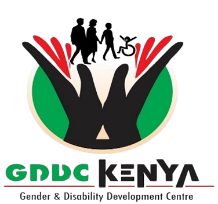 GDDC KENYA
Gender & Disability Development Centre